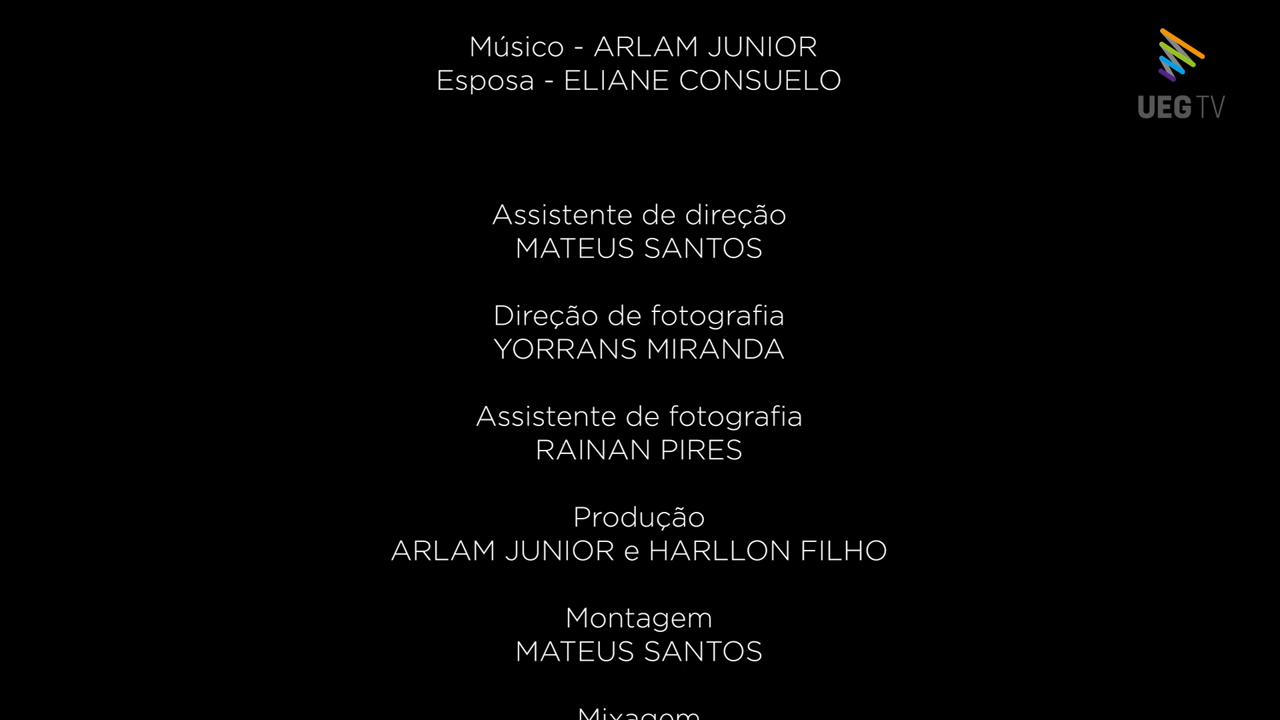 Músico - ARLAM JUNIOR
Esposa - ELIANE CONSUELO
UEG TV
Assistente de direção
MATEUS SANTOS
Direção de fotografia
YORRANS MIRANDA
Assistente de fotografia
RAINAN PIRES
Produção
ARLAM JUNIOR e HARLLON FILHO
Montagem
MATEUS SANTOS
Mixagem